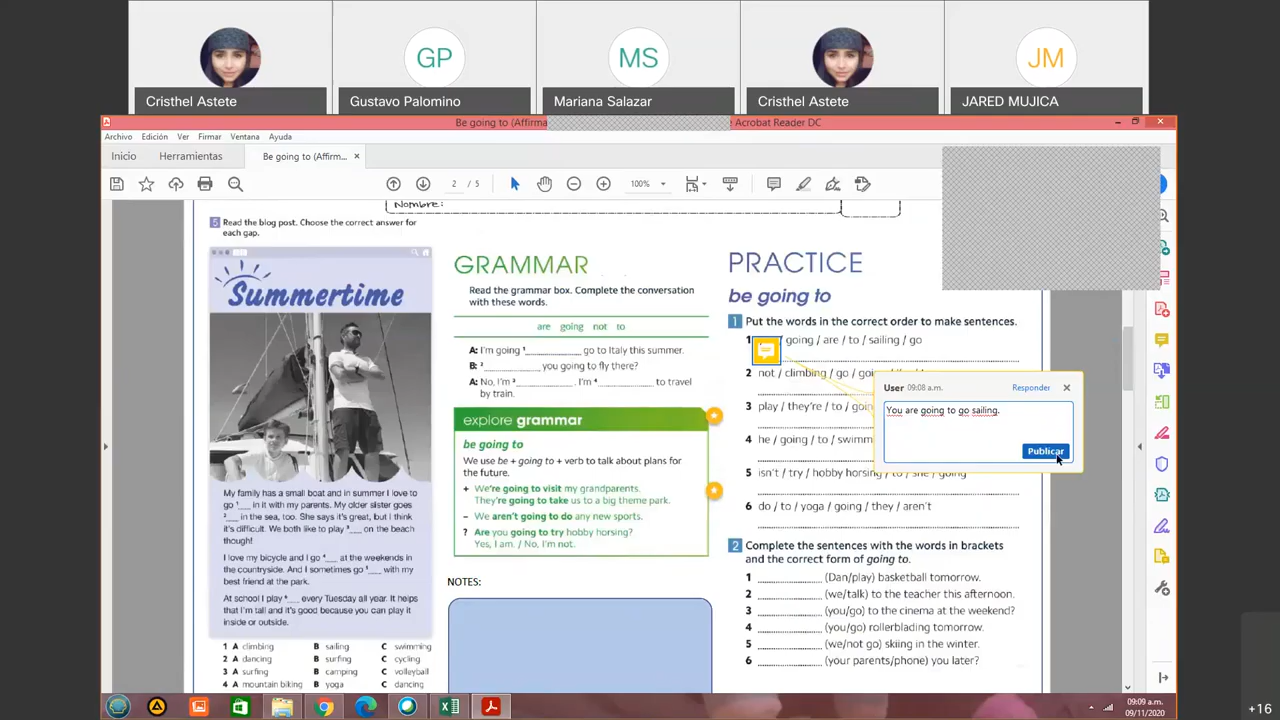 GP
MS
JM
Cristhel Astete
Gustavo Palomino
Mariana Salazar
Cristhel Astete
JARED MUJICA
Be going to (Affirma
e Acrobat Reader DC
Archivo Edición Ver Firmar Ventana Ayuda
Inicio
Herramientas
Be going to (Affirm... ×
2 / 5
100%
Nombre:
5 Read the blog post. Choose the correct answer for
each gap.
Summertime
My family has a small boat and in summer I love to
go 1___ in it with my parents. My older sister goes
2___ in the sea, too. She says it's great, but I think
it's difficult. We both like to play 3___ on the beach
though!
I love my bicycle and I go 4___ at the weekends in
the countryside. And I sometimes go 5___ with my
best friend at the park.
At school I play 6___ every Tuesday all year. It helps
that I'm tall and it's good because you can play it
inside or outside.
1 A climbing B sailing C swimming
2 A dancing B surfing C cycling
3 A surfing B camping C volleyball
4 A mountain biking B yoga C dancing
GRAMMAR
Read the grammar box. Complete the conversation
with these words.
are going not to
A: I'm going 1__________ go to Italy this summer.
B: 2__________ you going to fly there?
A: No, I'm 3__________. I'm 4__________ to travel
by train.
explore grammar
be going to
We use be + going to + verb to talk about plans for
the future.
+ We're going to visit my grandparents.
They're going to take us to a big theme park.
– We aren't going to do any new sports.
? Are you going to try hobby horsing?
Yes, I am. / No, I'm not.
NOTES:
PRACTICE
be going to
1 Put the words in the correct order to make sentences.
1 / going / are / to / sailing / go
2 not / climbing / go /
3 play / they're / to /
4 he / going / to /
5 isn't / try / hobby horsing / to / she / going
6 do / to / yoga / going / they / aren't
2 Complete the sentences with the words in brackets
and the correct form of going to.
1 __________ (Dan/play) basketball tomorrow.
2 __________ (we/talk) to the teacher this afternoon.
3 __________ (you/go) to the cinema at the weekend?
4 __________ (you/go) rollerblading tomorrow.
5 __________ (we/not go) skiing in the winter.
6 __________ (your parents/phone) you later?
User 09:08 a.m. Responder
You are going to go sailing.
Publicar
09:09 a.m.
09/11/2020
+16